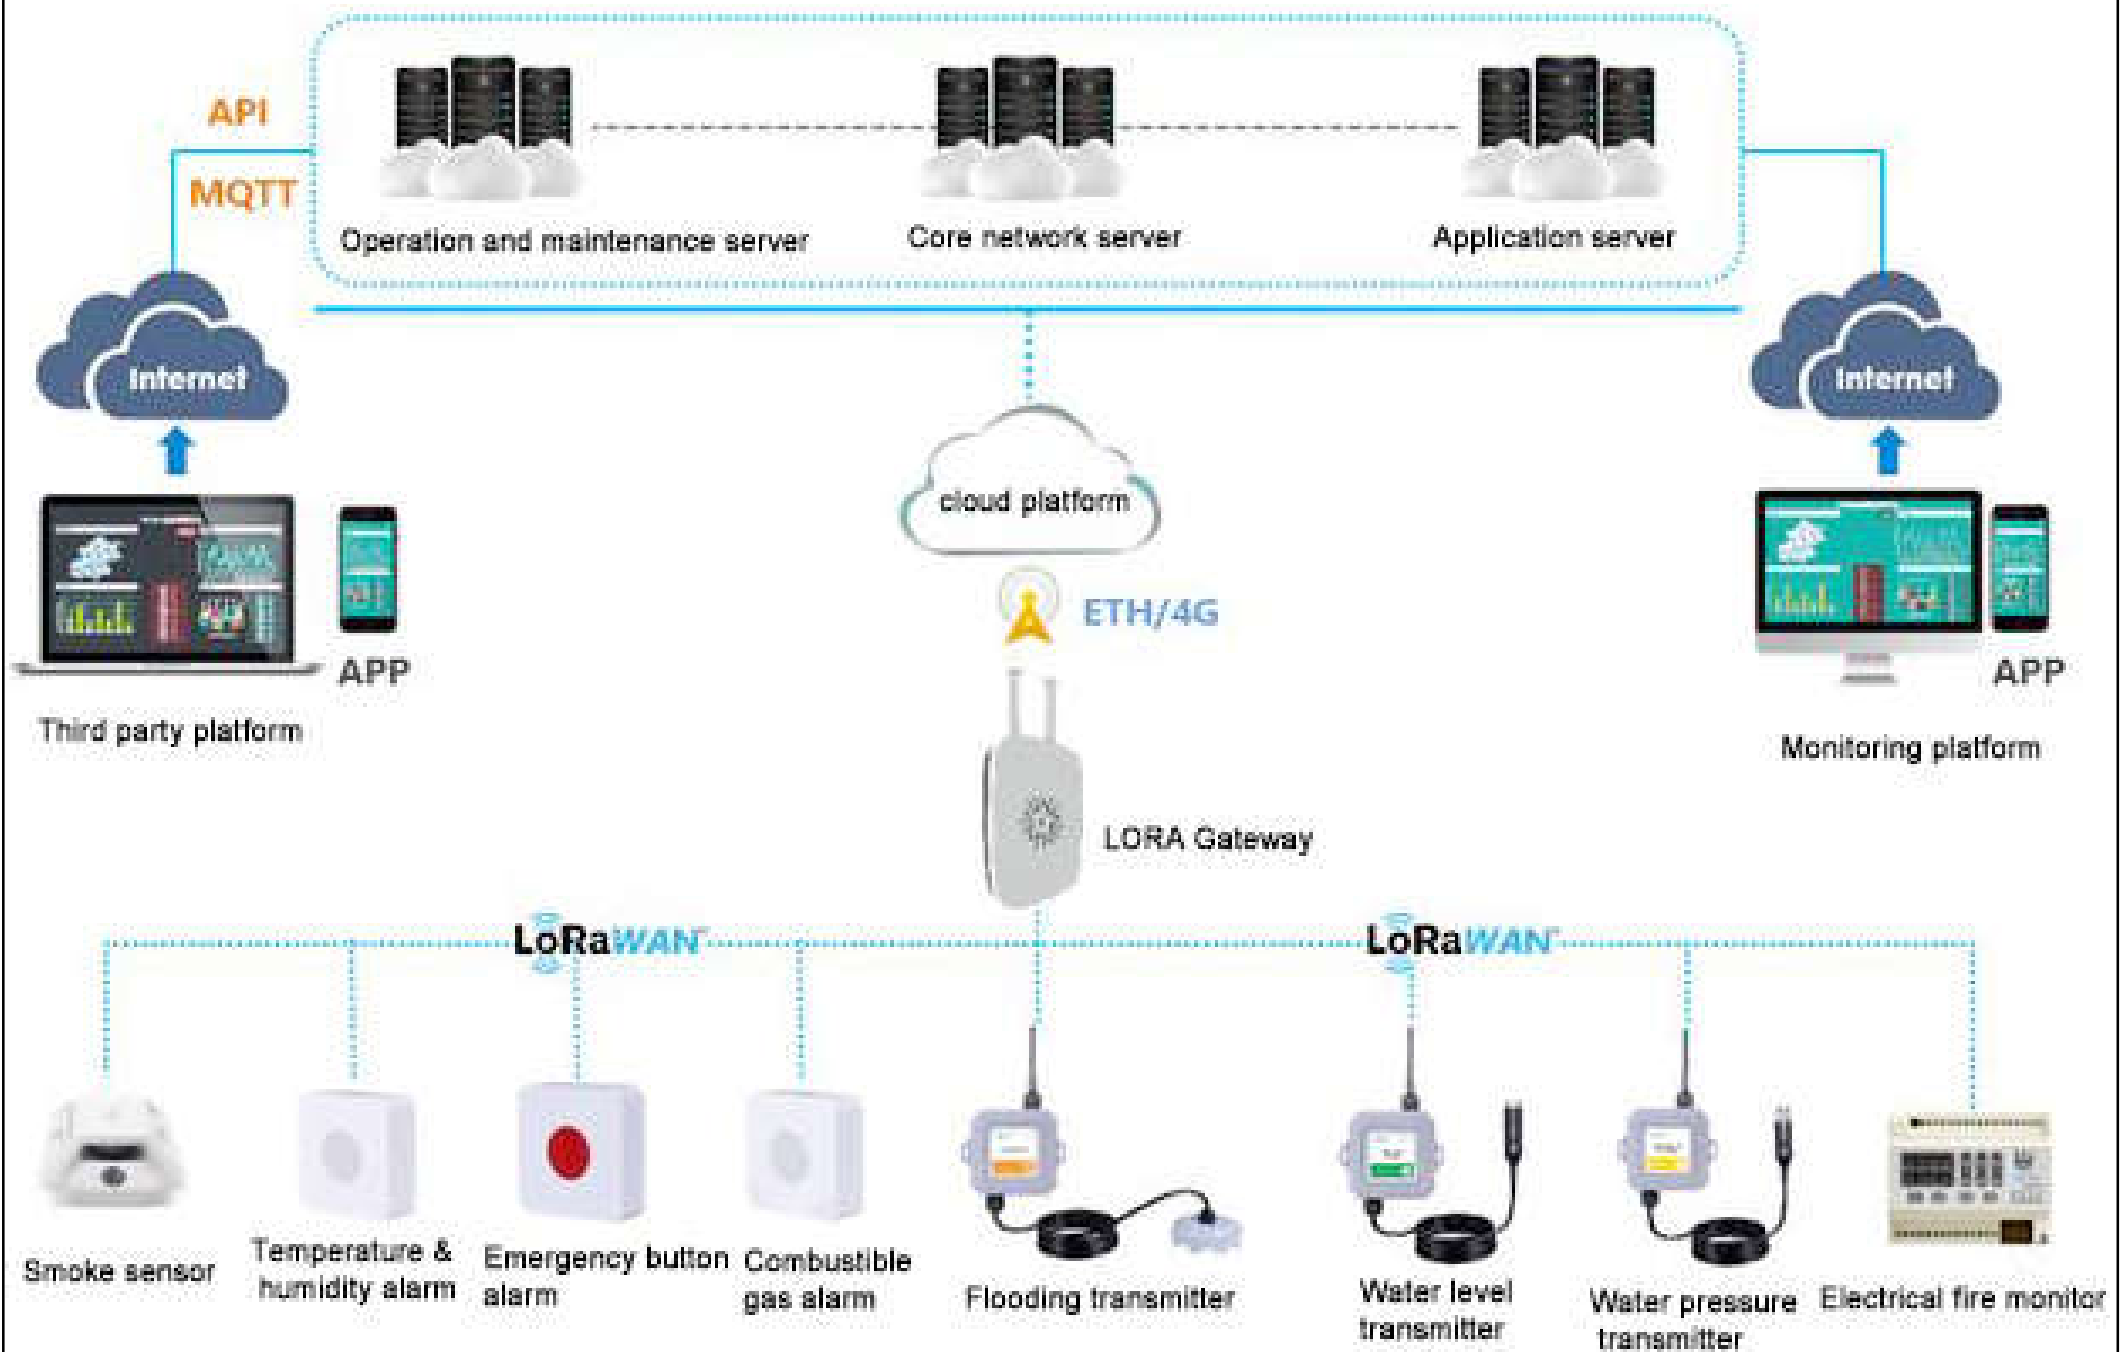 API
MQTT
Operation and maintenance server
Core network server
Application server
Internet
Internet
cloud platform
ETH/4G
APP
APP
Third party platform
Monitoring platform
LORA Gateway
LoRaWAN
LoRaWAN
Smoke sensor
Temperature &
humidity alarm
Emergency button
alarm
Combustible
gas alarm
Flooding transmitter
Water level
transmitter
Water pressure
transmitter
Electrical fire monitor